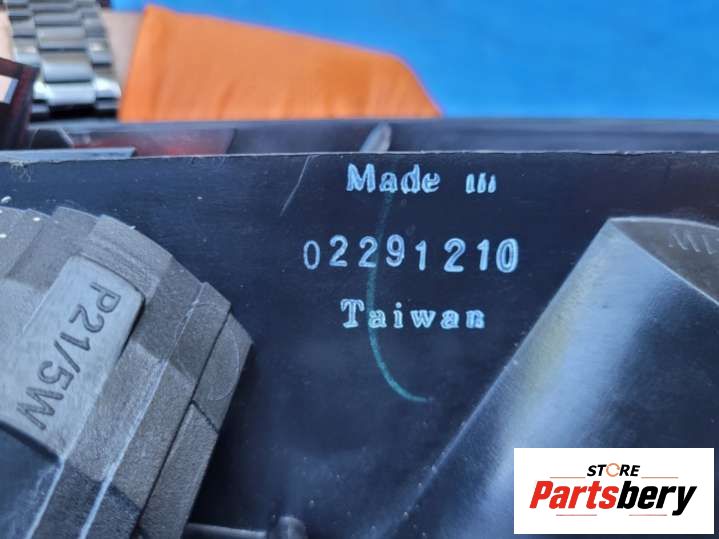 Made in
02291210
Taiwan
P21/5W
STORE
Partsbery